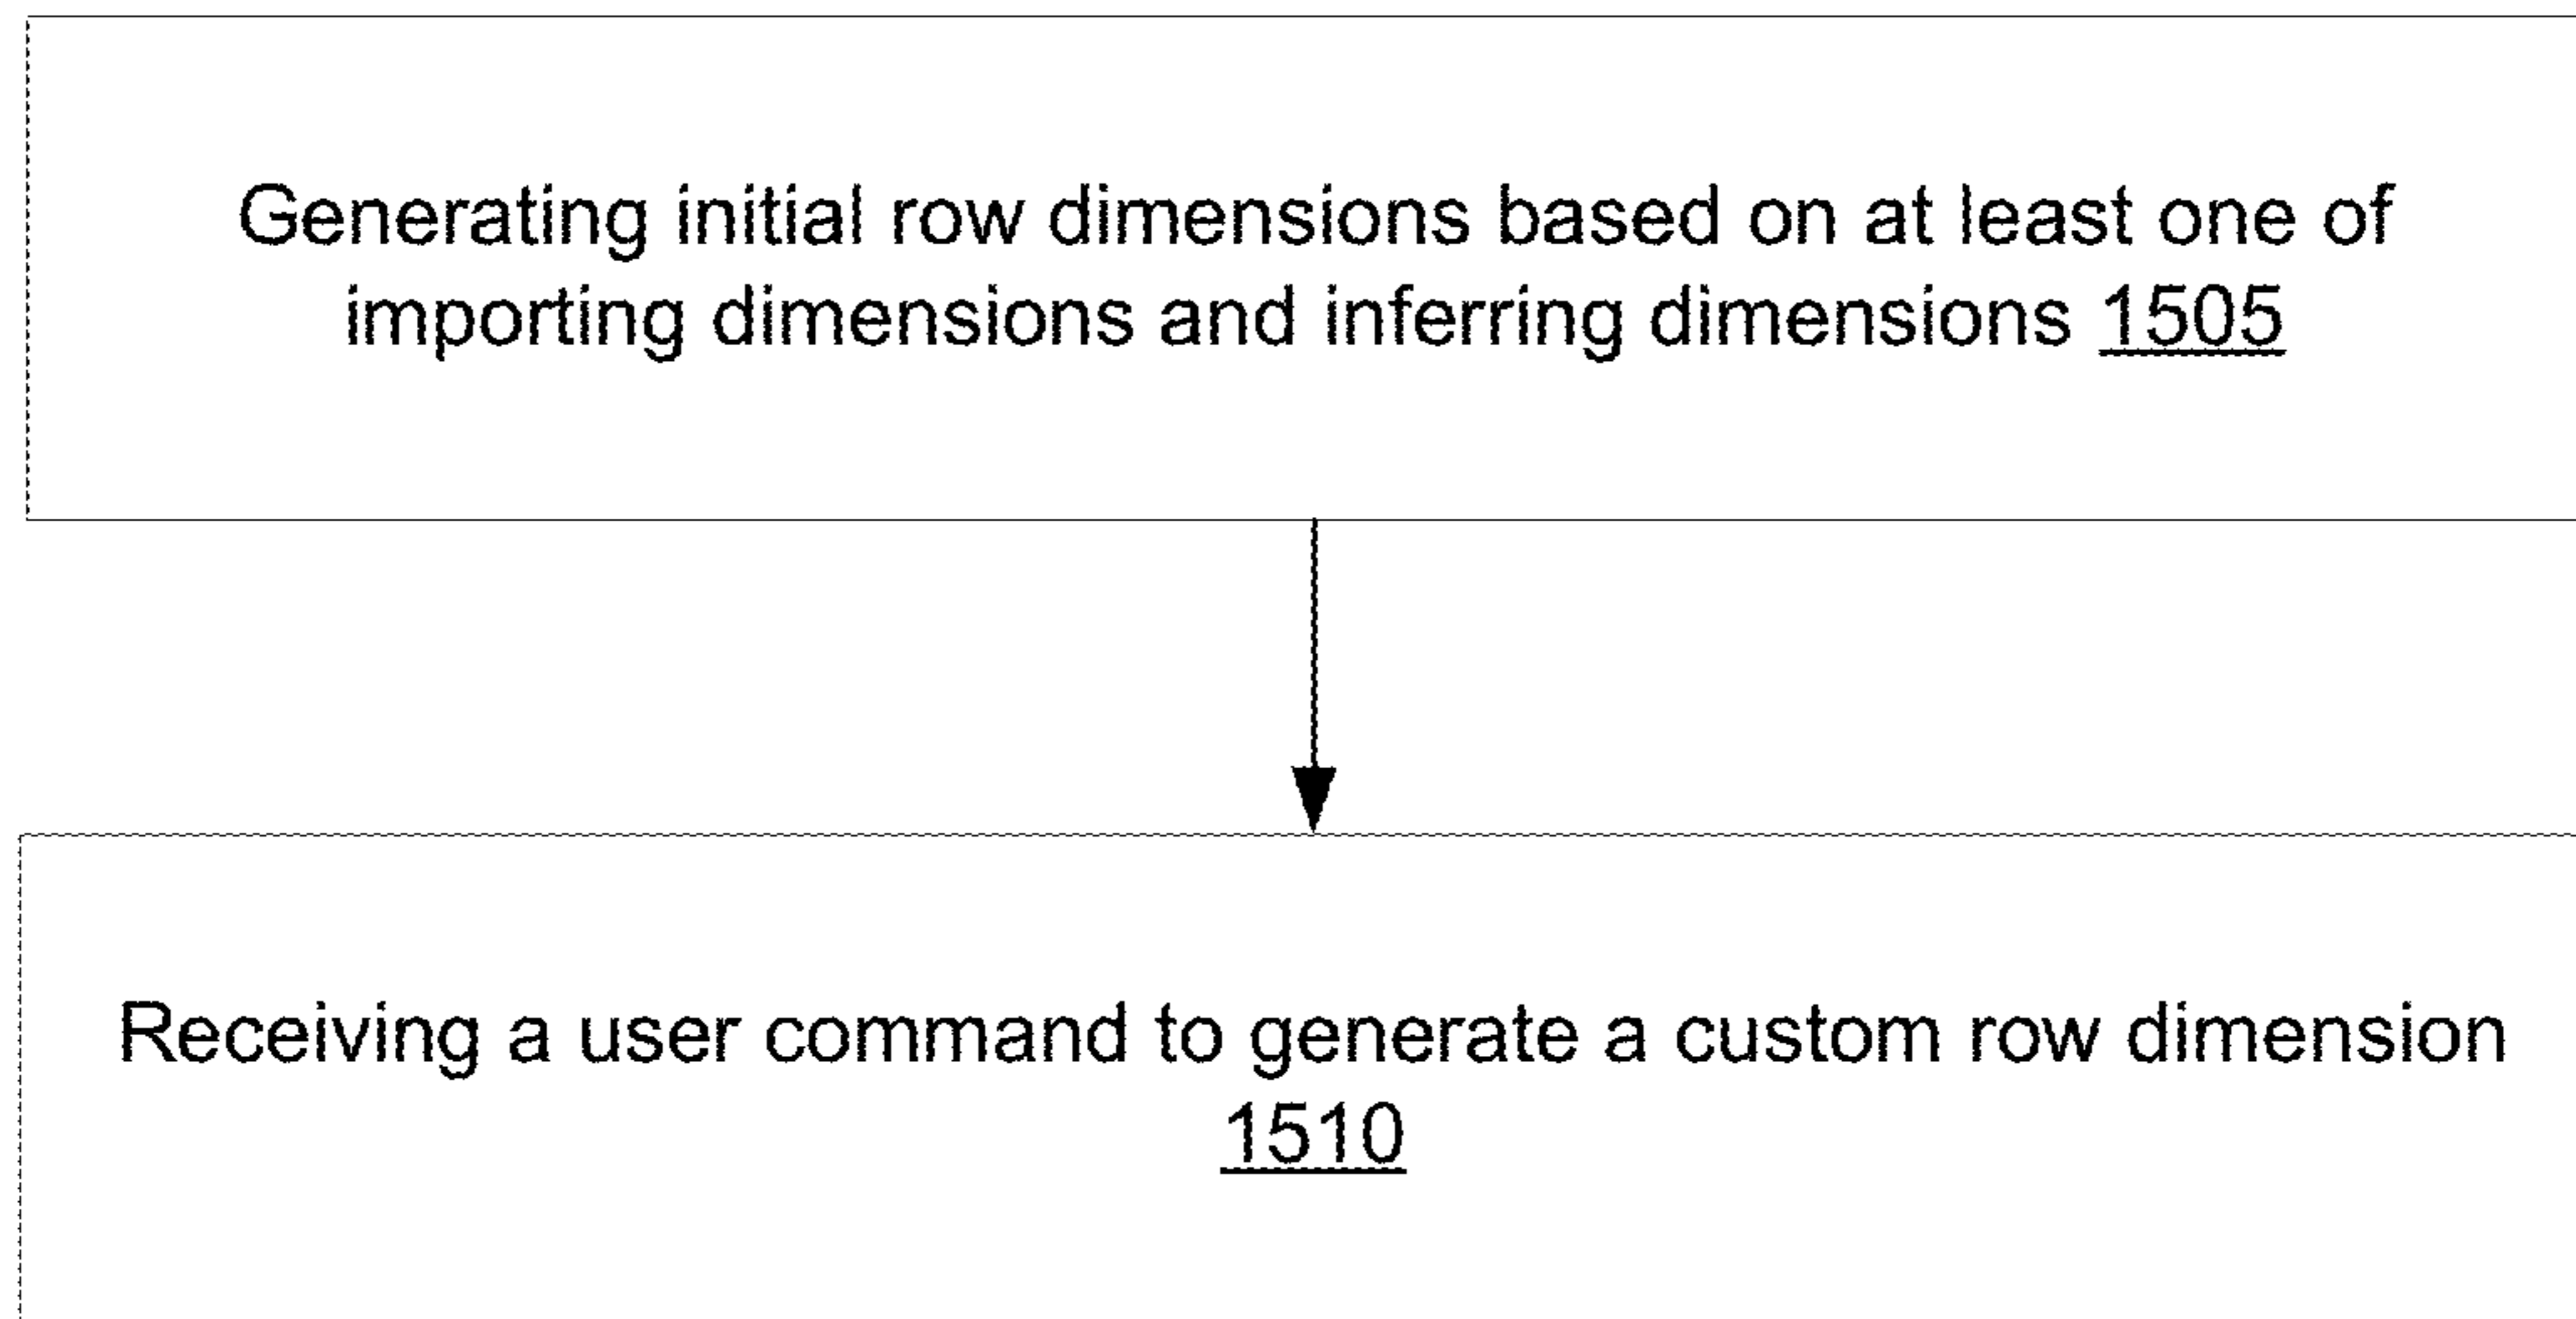 Generating initial row dimensions based on at least one of
importing dimensions and inferring dimensions 1505
Receiving a user command to generate a custom row dimension
1510